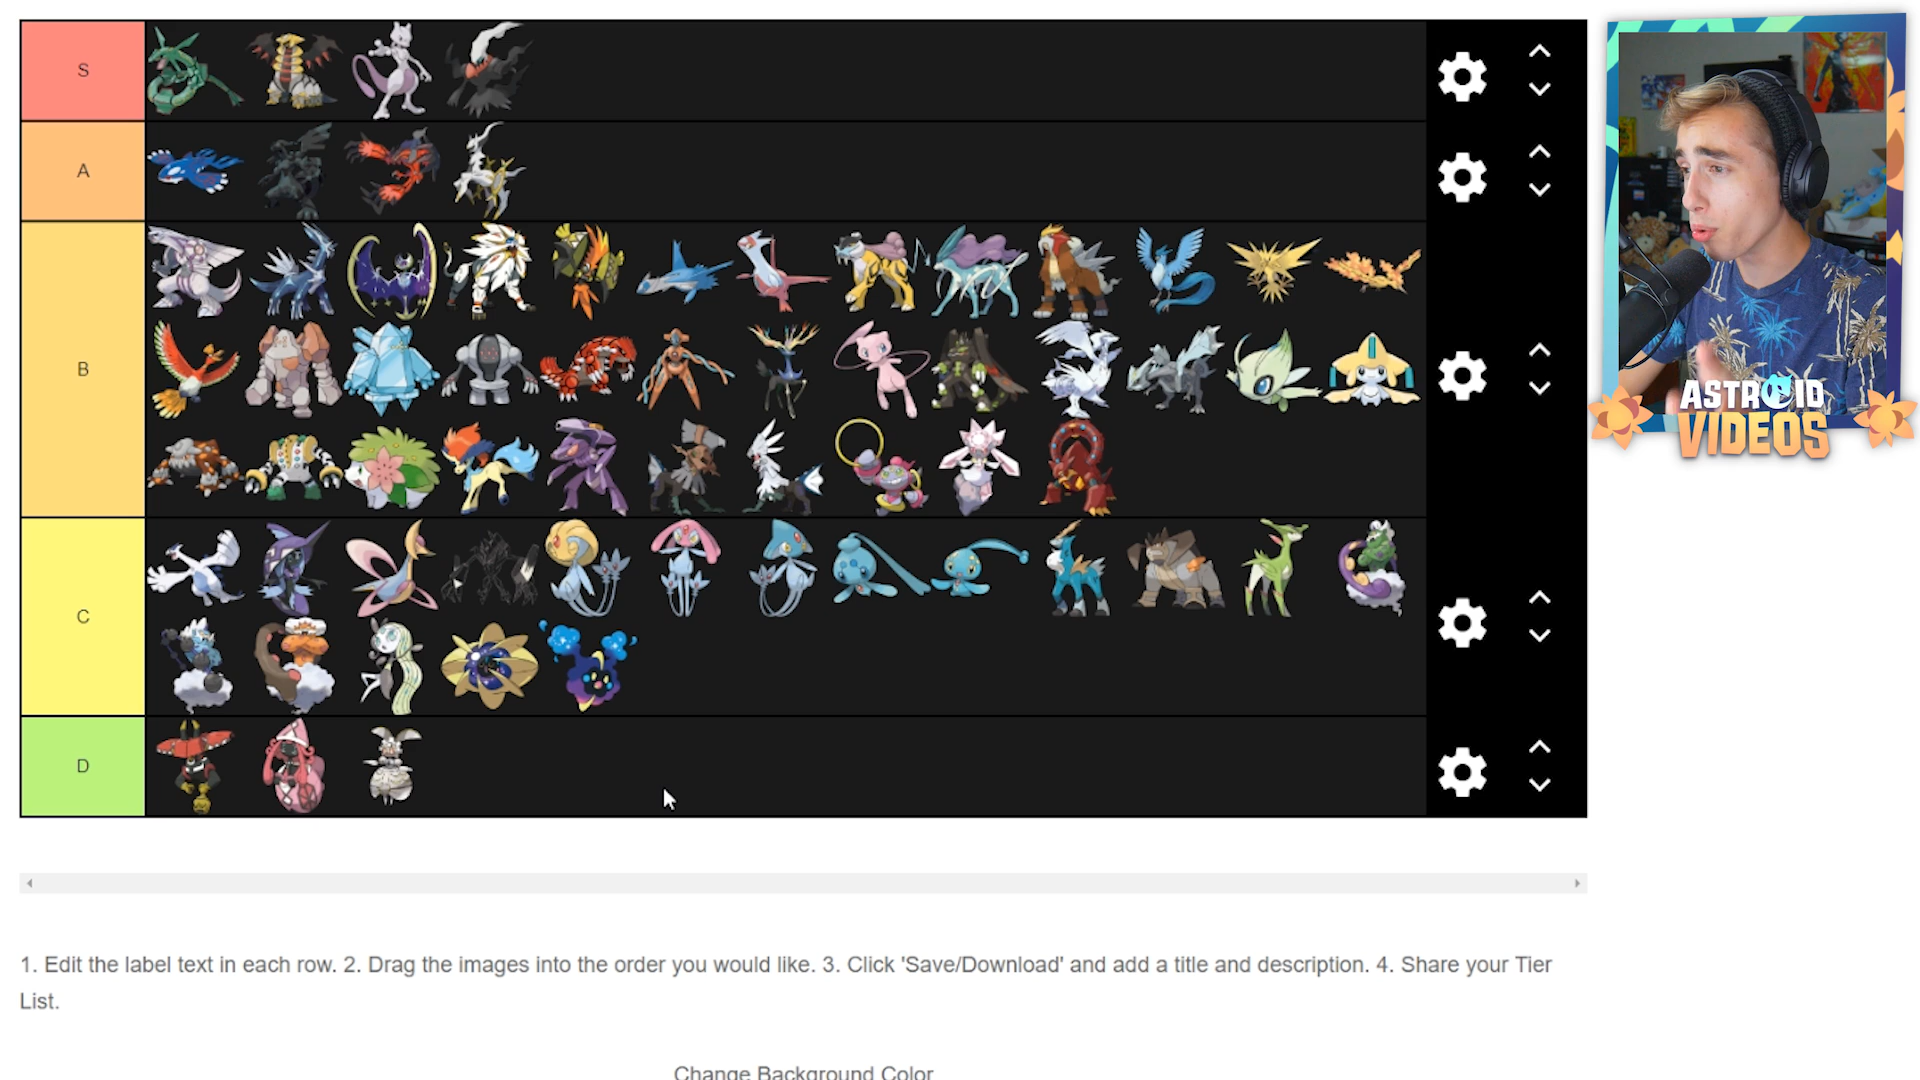 S
A
B
C
D
ASTROID
VIDEOS
1. Edit the label text in each row. 2. Drag the images into the order you would like. 3. Click 'Save/Download' and add a title and description. 4. Share your Tier
List.
Change Background Color